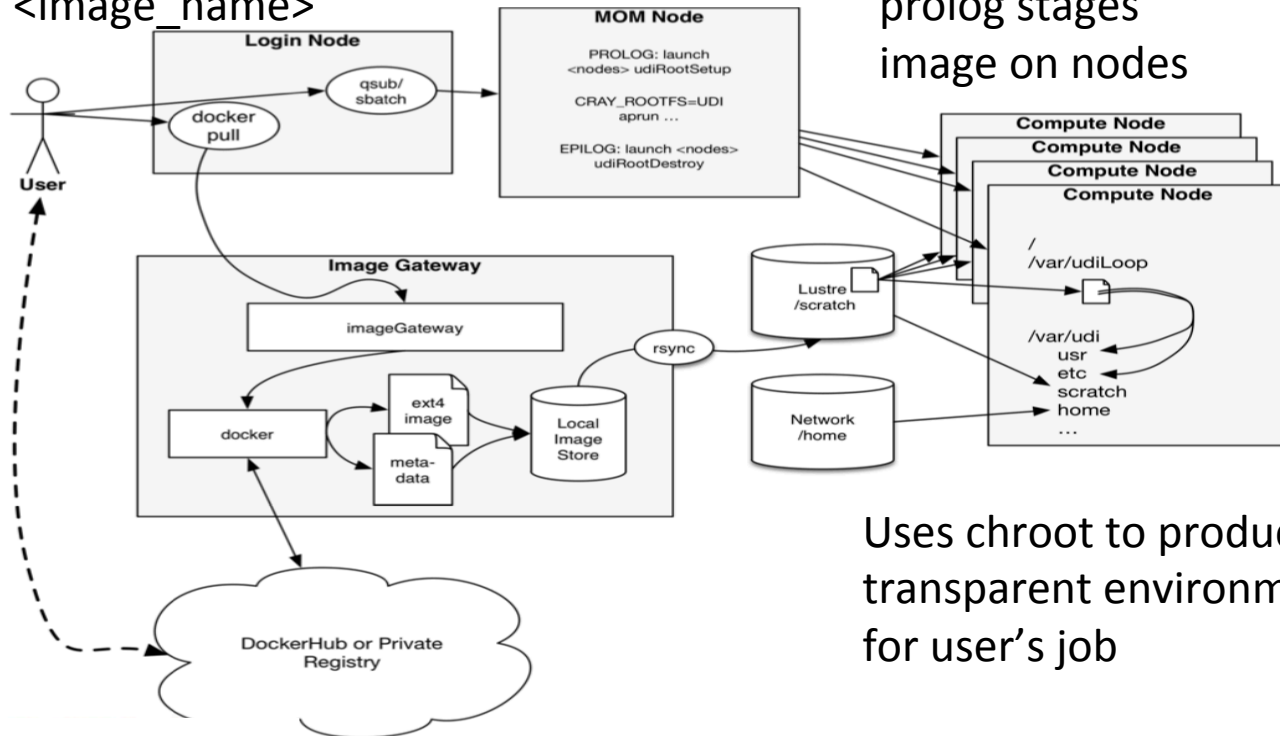 <image_name>
prolog stages
image on nodes
Login Node
qsub/
sbatch
docker
pull
User
MOM Node
PROLOG: launch
<nodes> udiRootSetup
CRAY_ROOTFS=UDI
aprun ...
EPILOG: launch <nodes>
udiRootDestroy
Compute Node
Compute Node
Compute Node
Compute Node
/
/var/udiLoop
/var/udi
usr
etc
scratch
home
...
Image Gateway
imageGateway
docker
ext4
image
meta-
data
Local
Image
Store
rsync
Lustre
/scratch
Network
/home
DockerHub or Private
Registry
Uses chroot to
transparent
for user's job